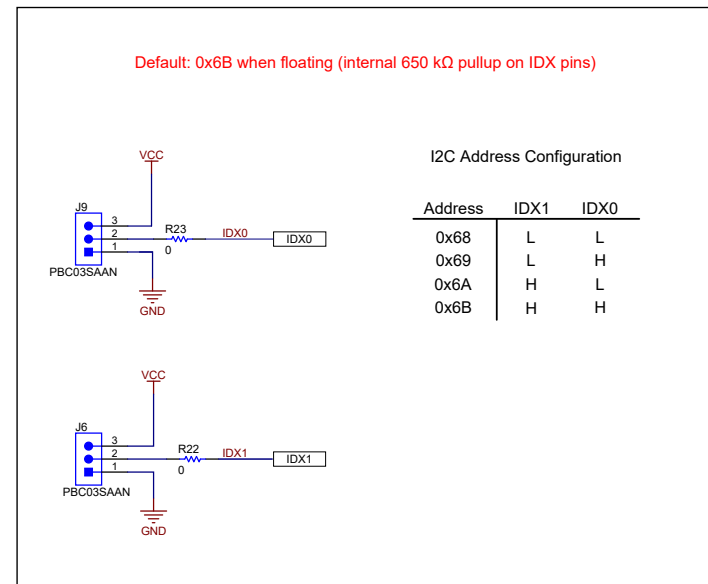 Default: 0x6B when floating (internal 650 kΩ pullup on IDX pins)
I2C Address Configuration
Address IDX1 IDX0
0x68 L L
0x69 L H
0x6A H L
0x6B H H
VCC
J9
3
2
1
R23
0
IDX0
IDX0
PBC03SAAN
GND
VCC
J6
3
2
1
R22
0
IDX1
IDX1
PBC03SAAN
GND